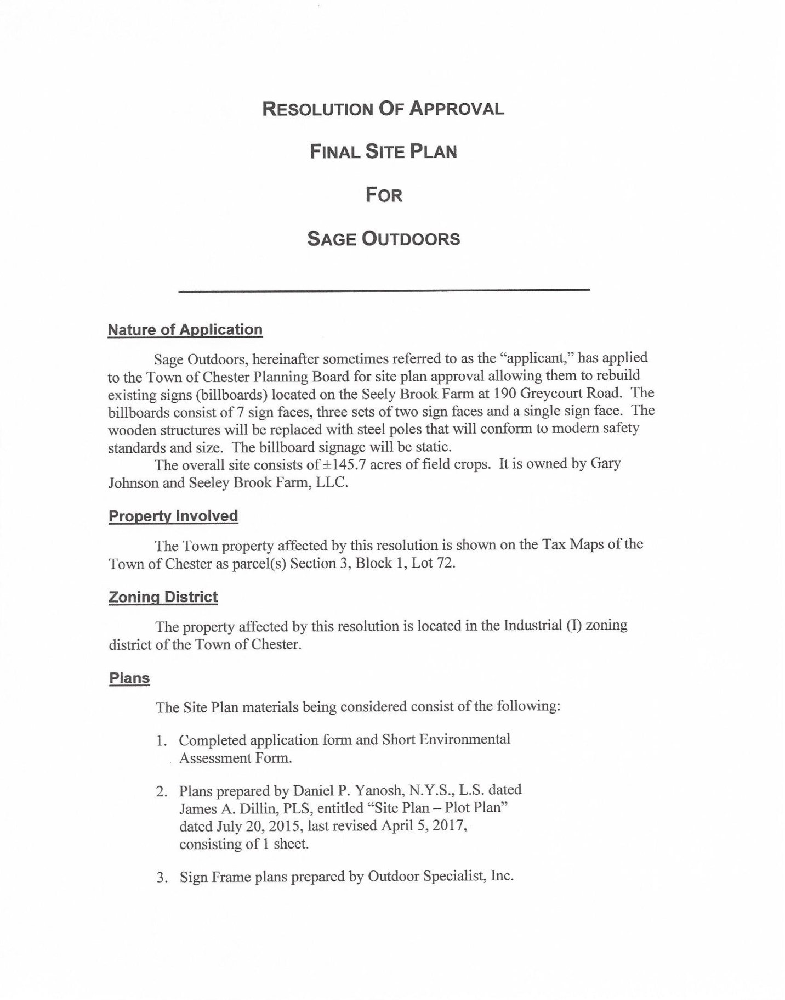 RESOLUTION OF APPROVAL
FINAL SITE PLAN
FOR
SAGE OUTDOORS
Nature of Application
Sage Outdoors, hereinafter sometimes referred to as the “applicant,” has applied
to the Town of Chester Planning Board for site plan approval allowing them to rebuild
existing signs (billboards) located on the Seely Brook Farm at 190 Greycourt Road. The
billboards consist of 7 sign faces, three sets of two sign faces and a single sign face. The
wooden structures will be replaced with steel poles that will conform to modern safety
standards and size. The billboard signage will be static.
The overall site consists of ±145.7 acres of field crops. It is owned by Gary
Johnson and Seeley Brook Farm, LLC.
Property Involved
The Town property affected by this resolution is shown on the Tax Maps of the
Town of Chester as parcel(s) Section 3, Block 1, Lot 72.
Zoning District
The property affected by this resolution is located in the Industrial (I) zoning
district of the Town of Chester.
Plans
The Site Plan materials being considered consist of the following:
1. Completed application form and Short Environmental
Assessment Form.
2. Plans prepared by Daniel P. Yanosh, N.Y.S., L.S. dated
James A. Dillin, PLS, entitled “Site Plan – Plot Plan”
dated July 20, 2015, last revised April 5, 2017,
consisting of 1 sheet.
3. Sign Frame plans prepared by Outdoor Specialist, Inc.